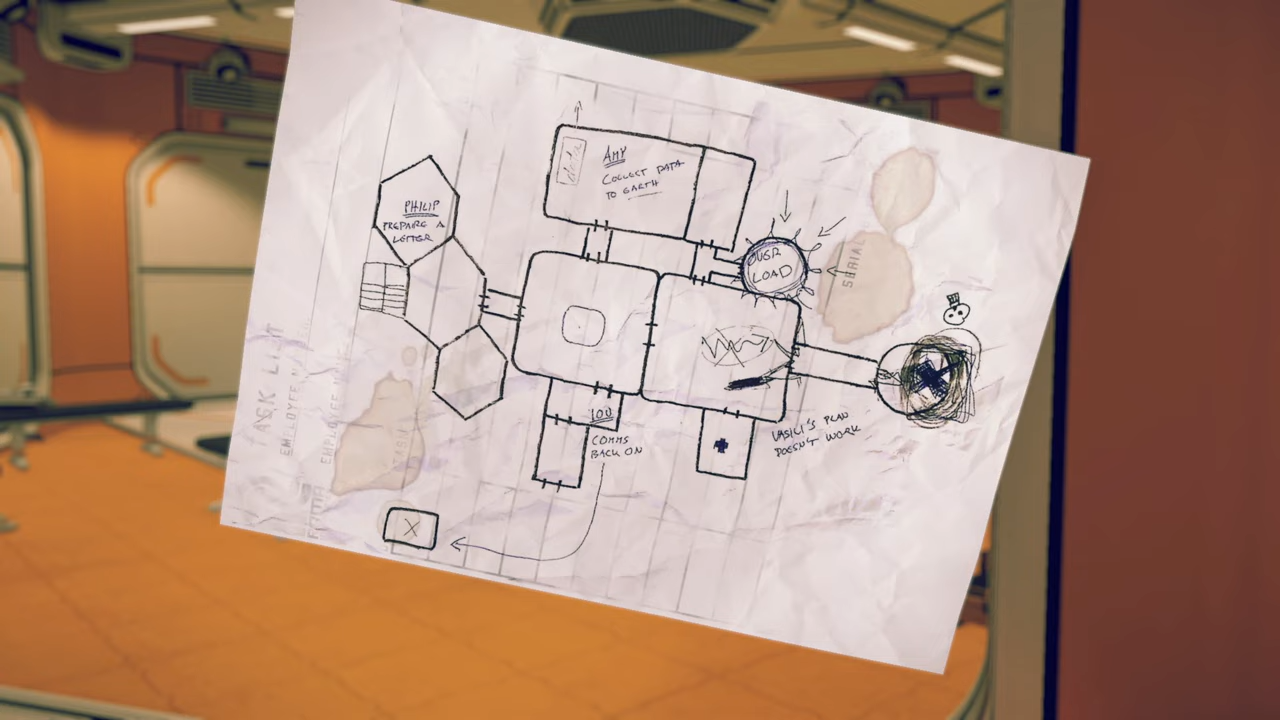 data
AMY
COLLECT DATA
TO EARTH
PHILIP
PREPARE A
LETTER
OVER
LOAD
SERIAL
100
COMMS
BACK ON
X
VASILI'S PLAN
DOESN'T WORK
TASK LIST